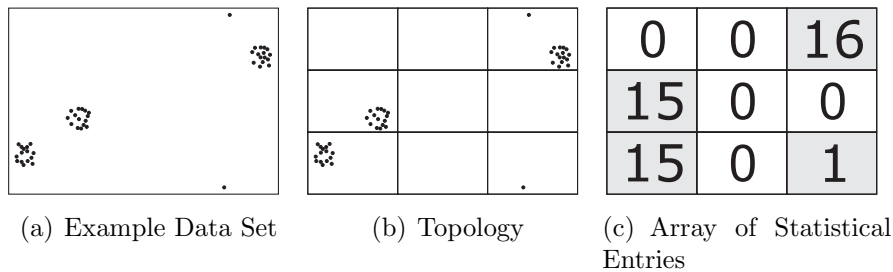 0 0 16
15 0 0
15 0 1
(a) Example Data Set
(b) Topology
(c) Array of Statistical
Entries